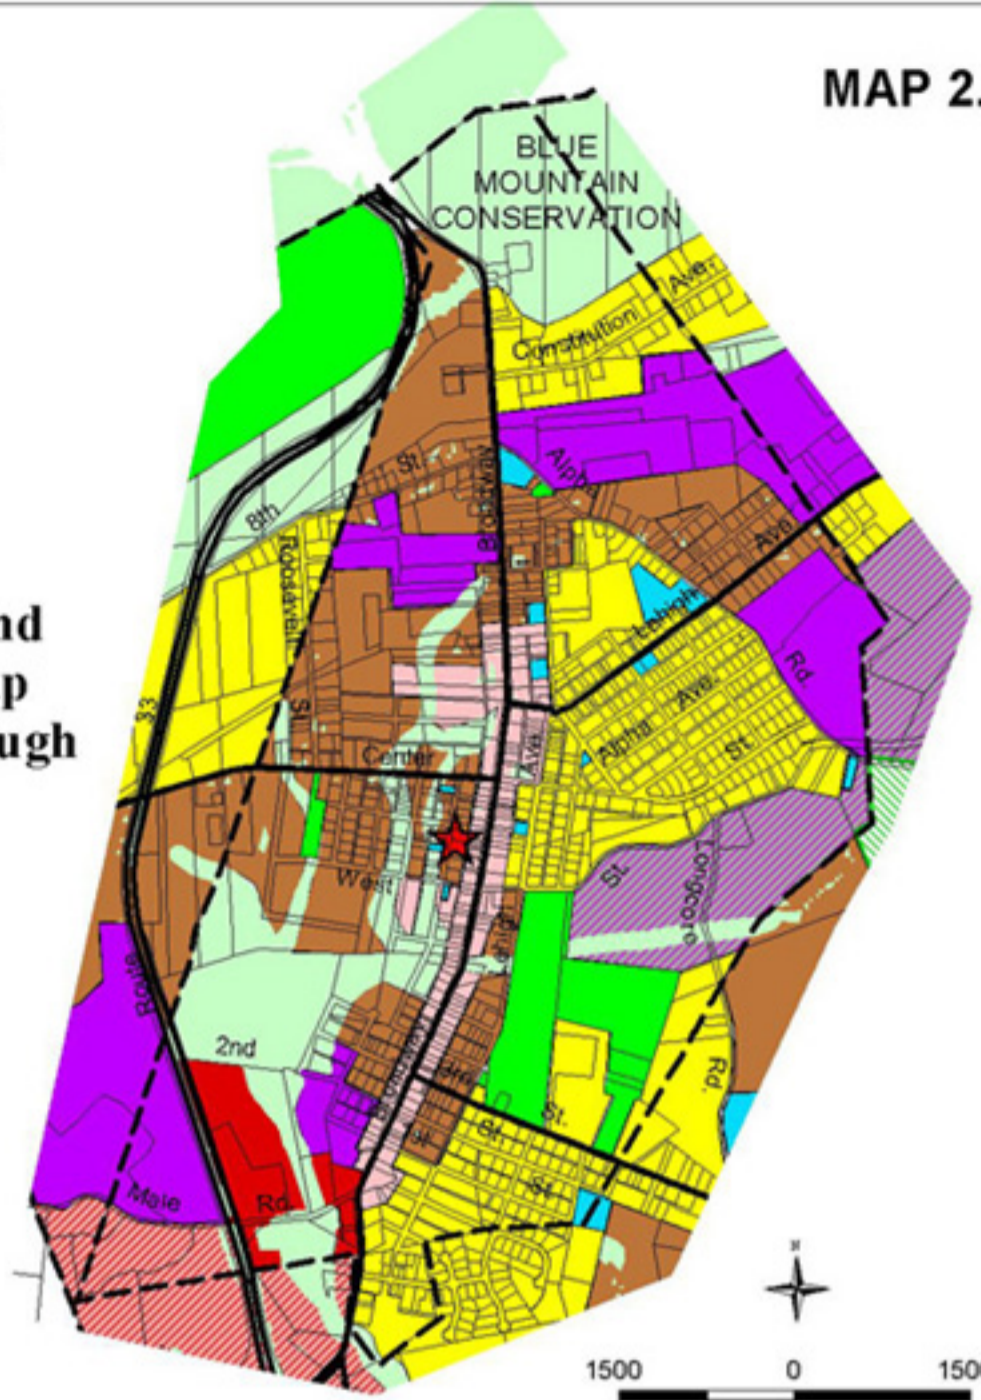 MAP 2.
BLUE
MOUNTAIN
CONSERVATION
Constitution Ave.
St.
Broadway
Alpha
8th
Ave.
Roosevelt
Lehigh
nd
p
ugh
Rd.
33
St.
Ave.
Alpha
St.
Center
Ave.
West
St.
Longcore
Lehigh
Route
2nd
Broadway
3rd
Rd.
St.
St.
St.
Male
Rd.
N
1500
0
150